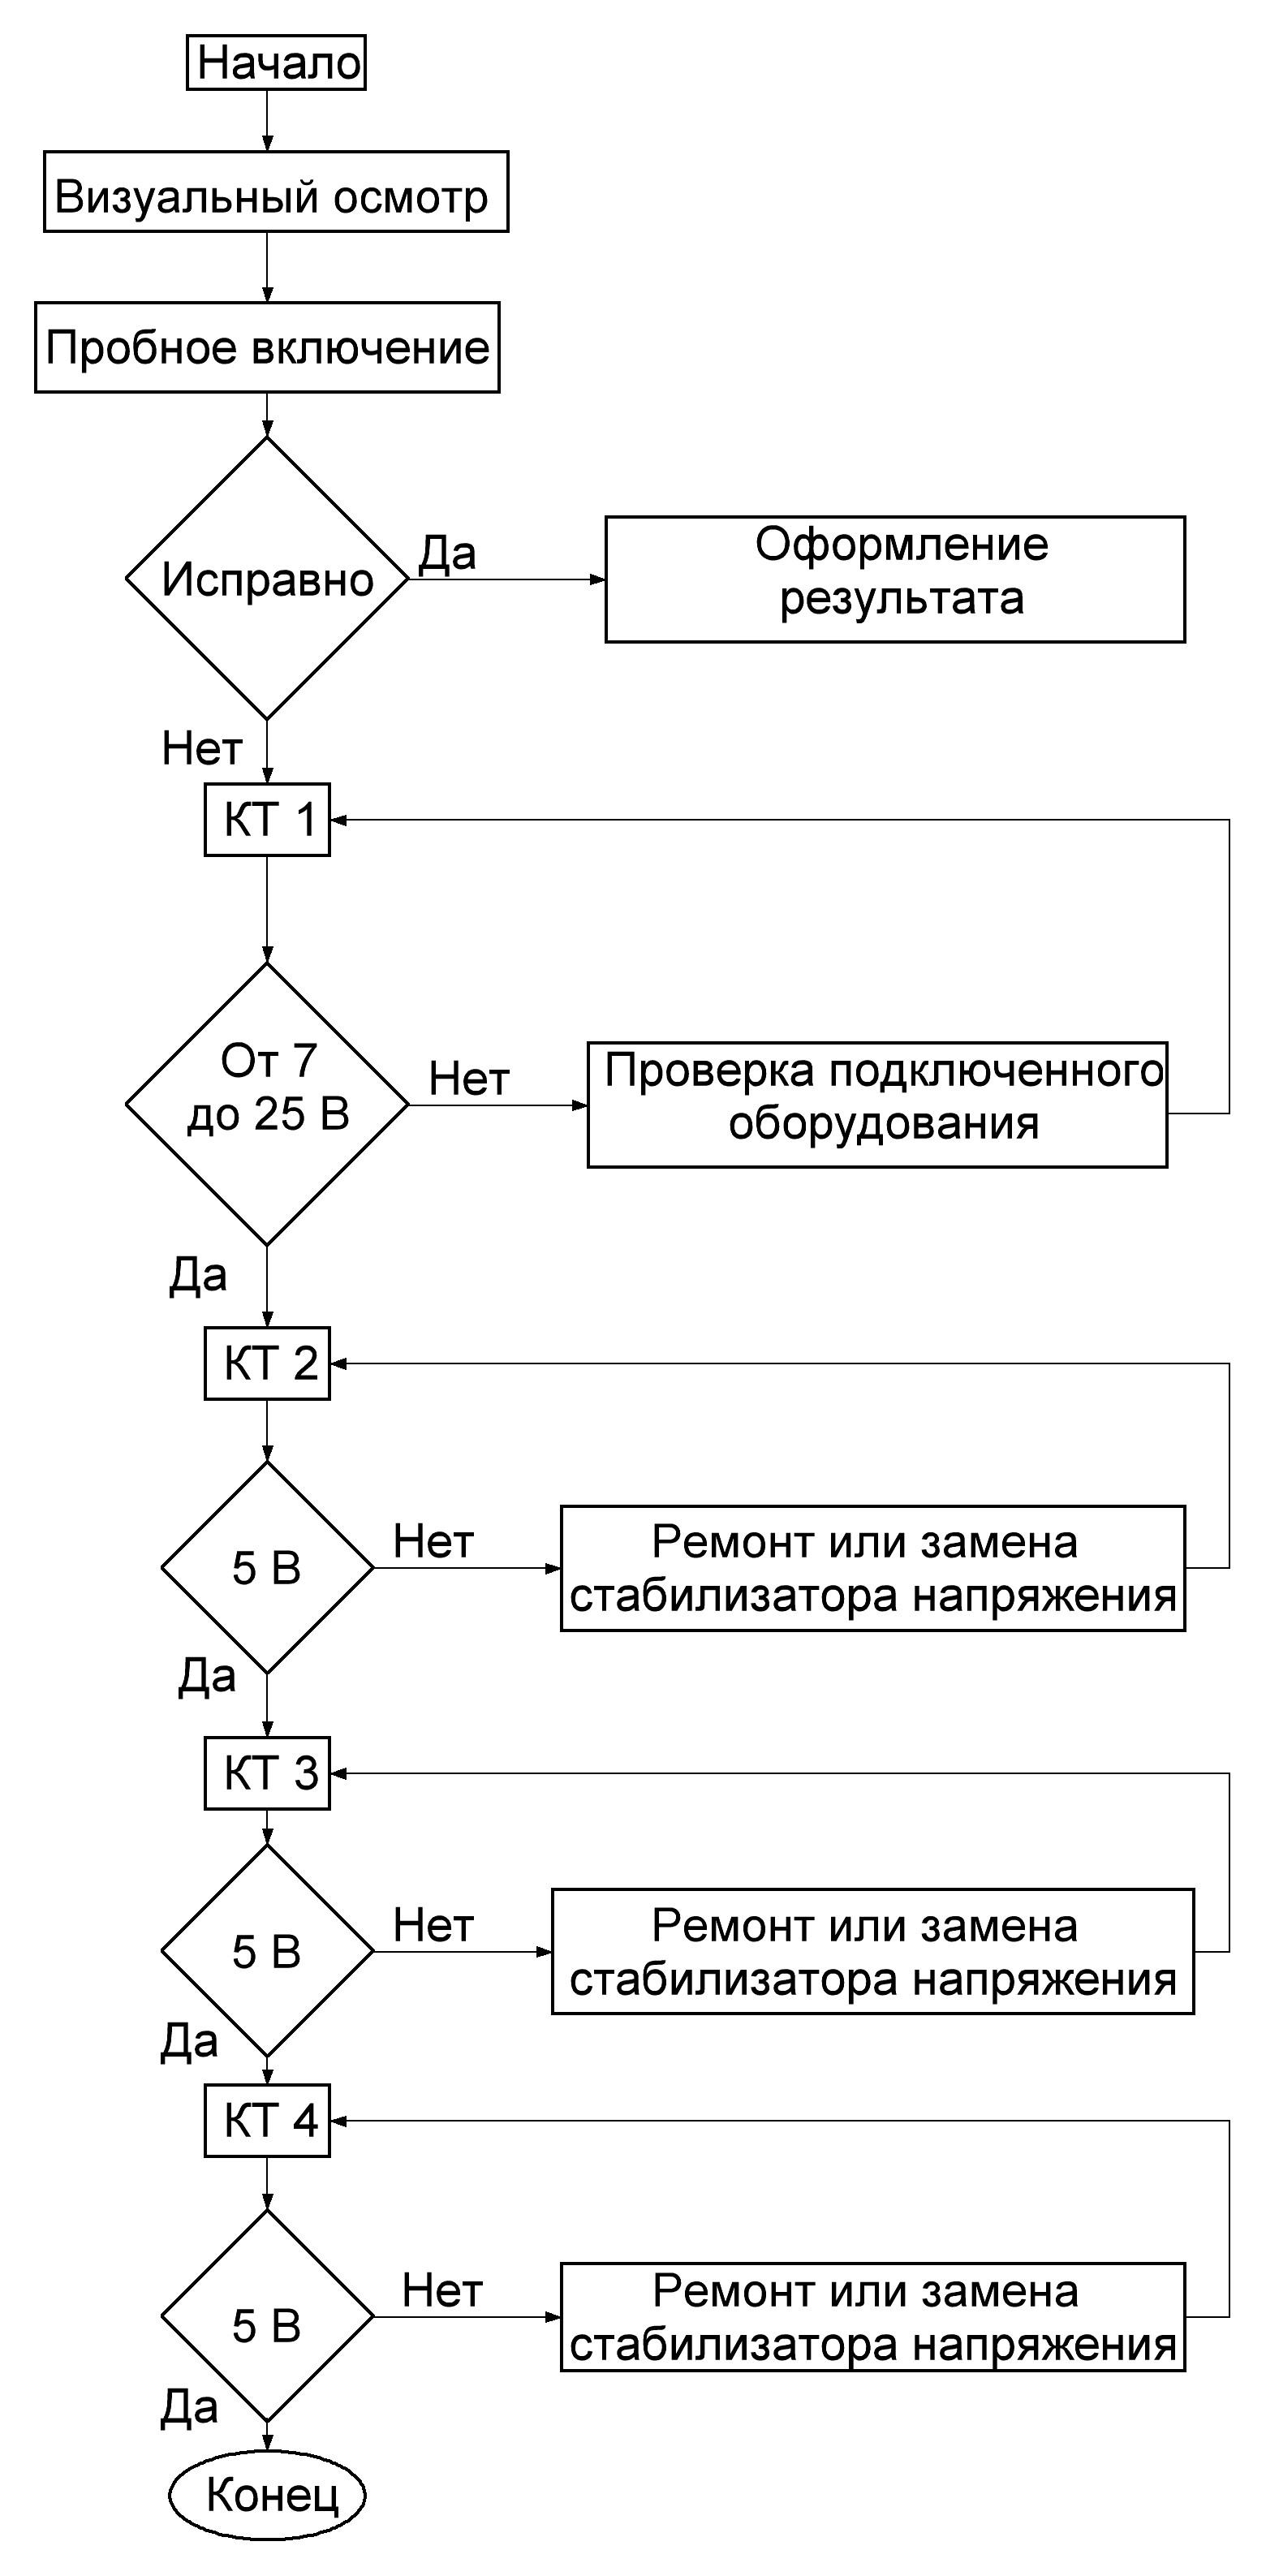 Начало
Визуальный осмотр
Пробное включение
Исправно
Да
Оформление
результата
Нет
КТ 1
От 7
до 25 В
Нет
Проверка подключенного
оборудования
Да
КТ 2
5 В
Нет
Ремонт или замена
стабилизатора напряжения
Да
КТ 3
5 В
Нет
Ремонт или замена
стабилизатора напряжения
Да
КТ 4
5 В
Нет
Ремонт или замена
стабилизатора напряжения
Да
Конец